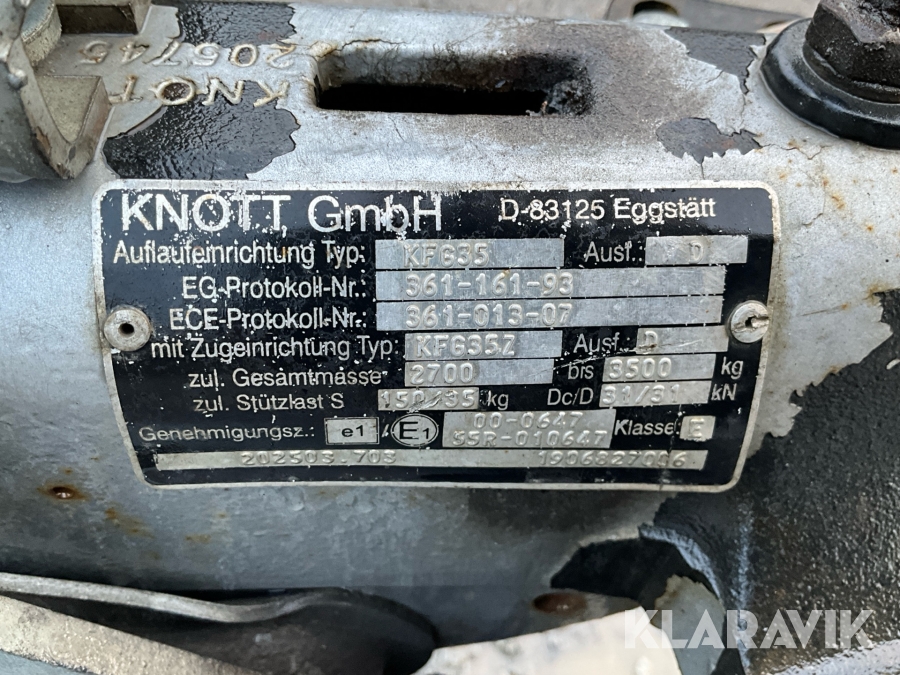 KNOTT
205745
KNOTT GmbH D-83125 Eggstätt
Auflaufeinrichtung Typ: KFG35 Ausf.: D
EG-Protokoll-Nr.: 361-161-93
ECE-Protokoll-Nr. 361-013-07
mit Zugeinrichtung Typ: KFG35Z Ausf.: D
zul. Gesamtmasse 2700 bis 3500 kg
zul. Stützlast S 150/35 kg Dc/D 31/31 kN
Genehmigungsz.: e1 / E1 00-0647 Klasse: E
55R-010647
202503.703
KLARAVIK